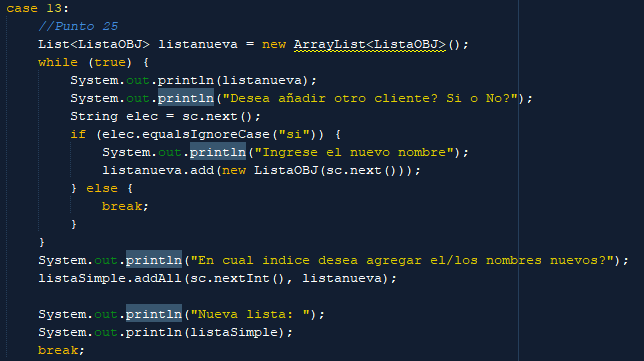 case 13:
//Punto 25
List<ListaOBJ> listanueva = new ArrayList<ListaOBJ>();
while (true) {
System.out.println(listanueva);
System.out.println("Desea añadir otro cliente? Si o No?");
String elec = sc.next();
if (elec.equalsIgnoreCase("si")) {
System.out.println("Ingrese el nuevo nombre");
listanueva.add(new ListaOBJ(sc.next()));
} else {
break;
}
}
System.out.println("En cual indice desea agregar el/los nombres nuevos?");
listaSimple.addAll(sc.nextInt(), listanueva);
System.out.println("Nueva lista: ");
System.out.println(listaSimple);
break;